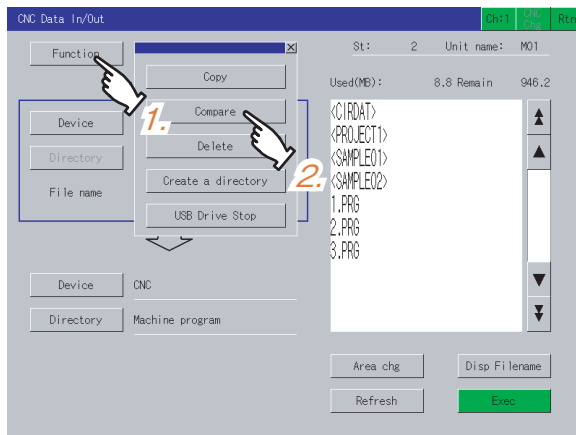 CNC Data In/Out
Ch:1
CNC Chg
Rtn
Function
St: 2 Unit name: M01
Copy
Used(MB): 8.8 Remain 946.2
1.
Compare
Device
Delete
Directory
Create a directory
2.
File name
USB Drive Stop
<CIRDAT>
<PROJECT1>
<SAMPLE01>
<SAMPLE02>
1.PRG
2.PRG
3.PRG
Device CNC
Directory Machine program
Area chg
Disp Filename
Refresh
Exec